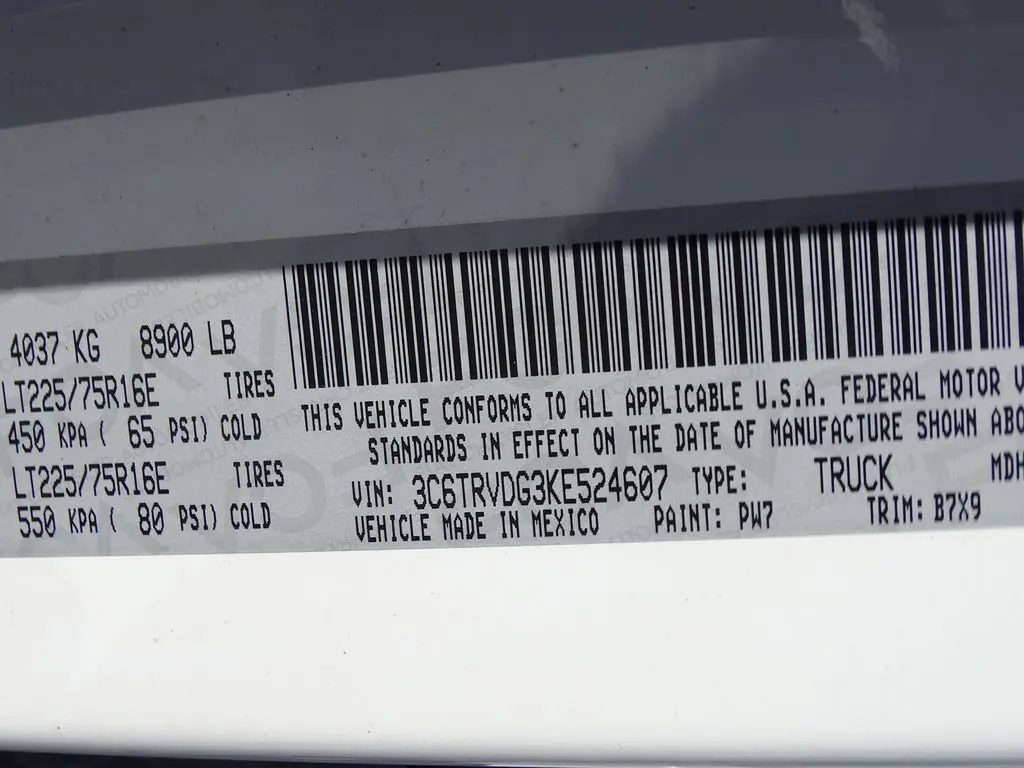 4037 KG 8900 LB
LT225/75R16E TIRES
450 KPA ( 65 PSI) COLD
LT225/75R16E TIRES
550 KPA ( 80 PSI) COLD
THIS VEHICLE CONFORMS TO ALL APPLICABLE U.S.A. FEDERAL MOTOR V
STANDARDS IN EFFECT ON THE DATE OF MANUFACTURE SHOWN ABO
VIN: 3C6TRVDG3KE524607 TYPE: TRUCK MDH
VEHICLE MADE IN MEXICO PAINT: PW7 TRIM: B7X9